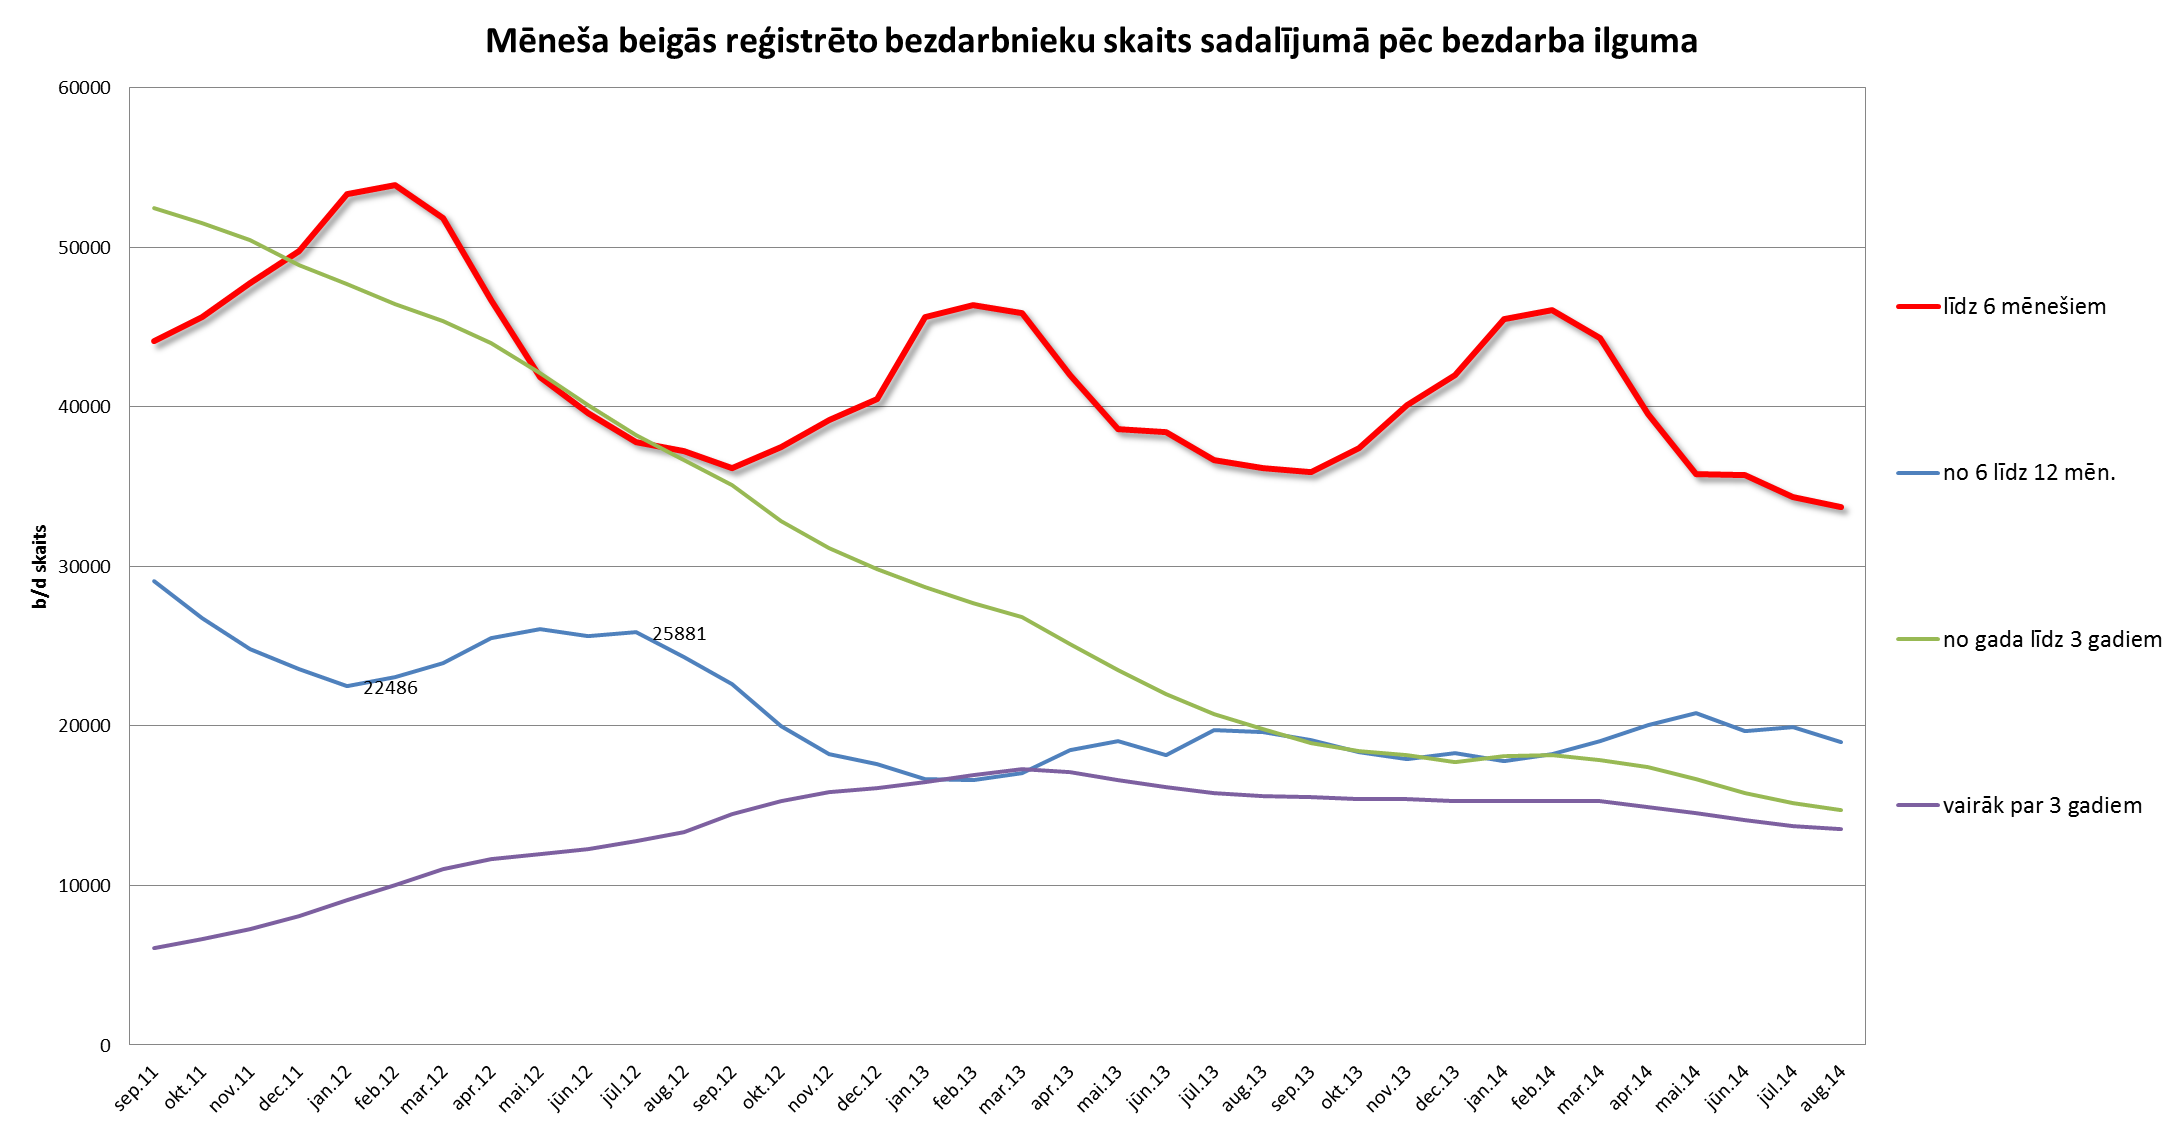 Mēneša beigās reģistrēto bezdarbnieku skaits sadalījumā pēc bezdarba ilguma
60000
50000
40000
30000
20000
10000
0
b/d skaits
25881
22486
sep.11
okt.11
nov.11
dec.11
jan.12
feb.12
mar.12
apr.12
mai.12
jūn.12
jūl.12
aug.12
sep.12
okt.12
nov.12
dec.12
jan.13
feb.13
mar.13
apr.13
mai.13
jūn.13
jūl.13
aug.13
sep.13
okt.13
nov.13
dec.13
jan.14
feb.14
mar.14
apr.14
mai.14
jūn.14
jūl.14
aug.14
līdz 6 mēnešiem
no 6 līdz 12 mēn.
no gada līdz 3 gadiem
vairāk par 3 gadiem